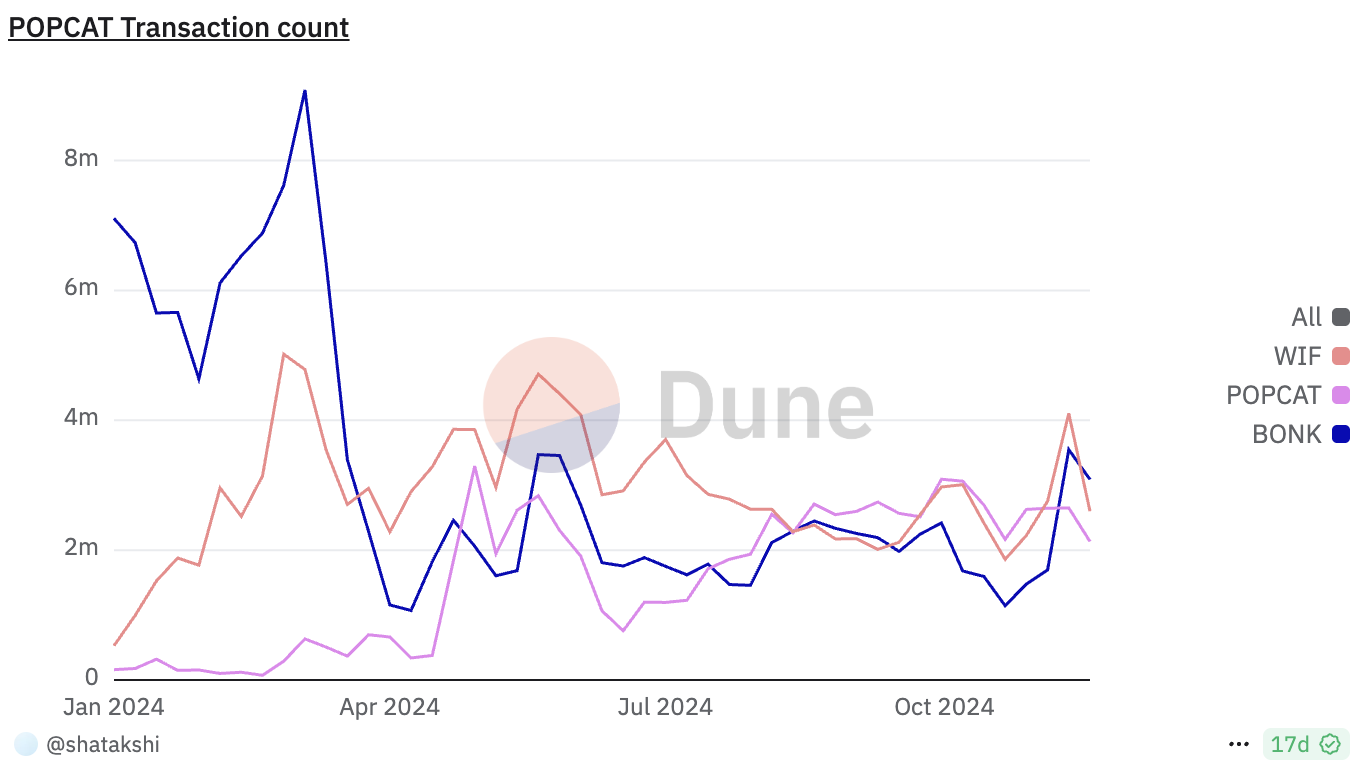 POPCAT Transaction count
8m
6m
4m
2m
0
Jan 2024
Apr 2024
Jul 2024
Oct 2024
Dune
All
WIF
POPCAT
BONK
@shatakshi
17d